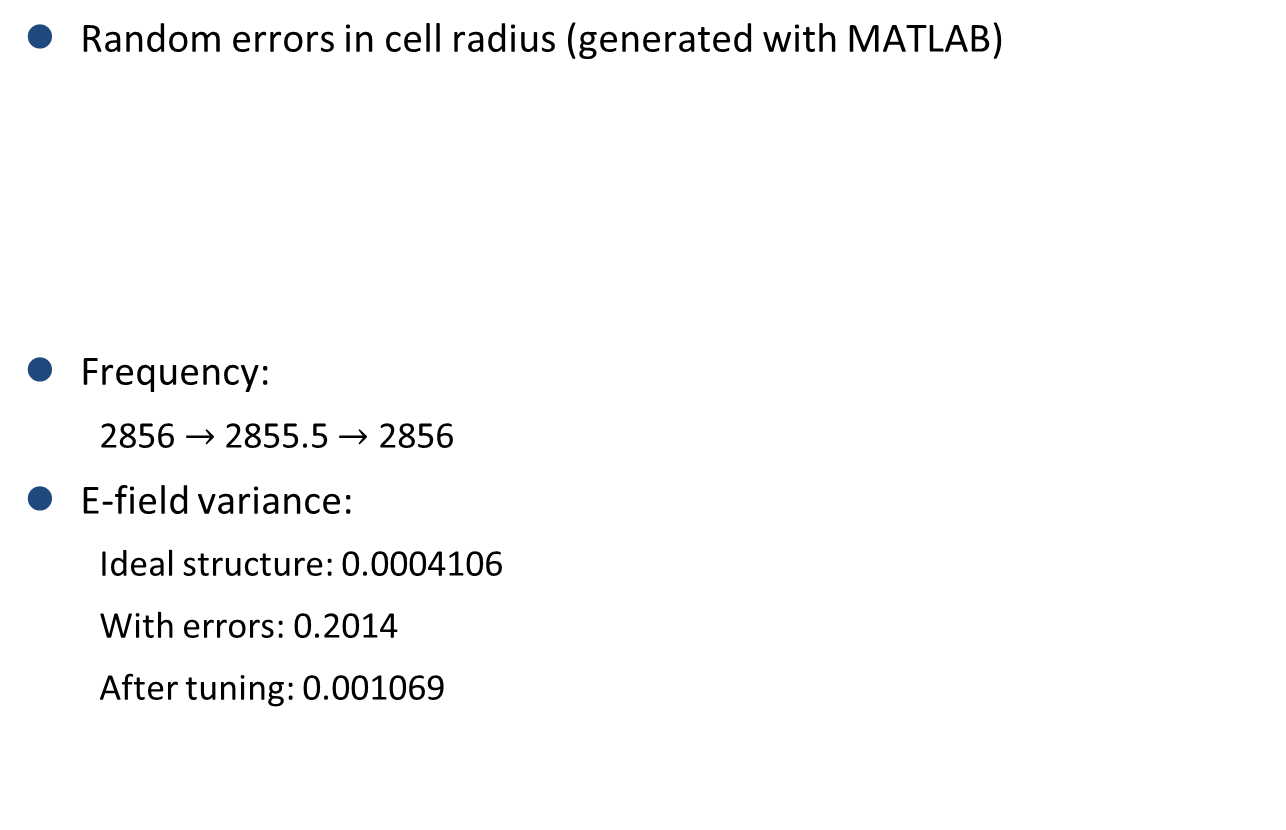 ● Random errors in cell radius (generated with MATLAB)
● Frequency:
2856 → 2855.5 → 2856
● E-field variance:
Ideal structure: 0.0004106
With errors: 0.2014
After tuning: 0.001069